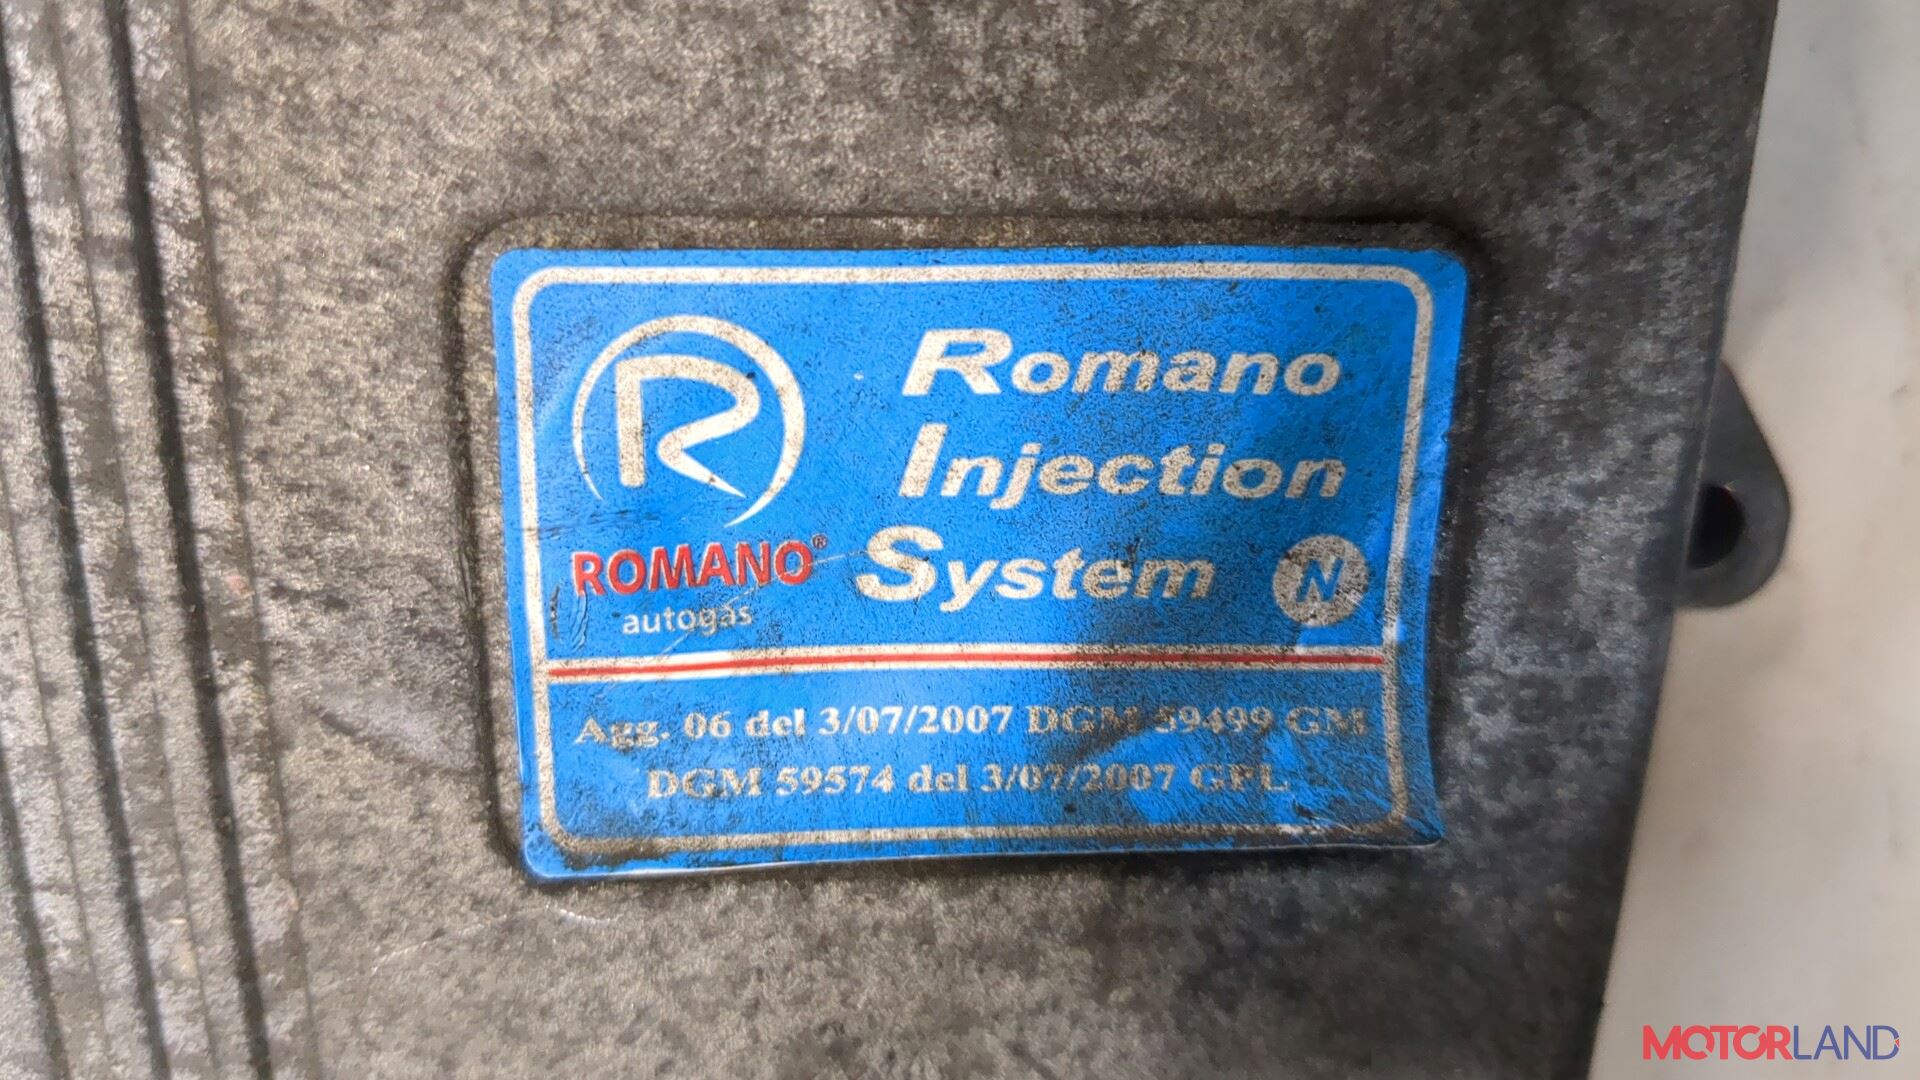 R
ROMANO®
autogas
Romano
Injection
System N
Agg. 06 del 3/07/2007 DGM 59499 GM
DGM 59574 del 3/07/2007 GPL
MOTORLAND